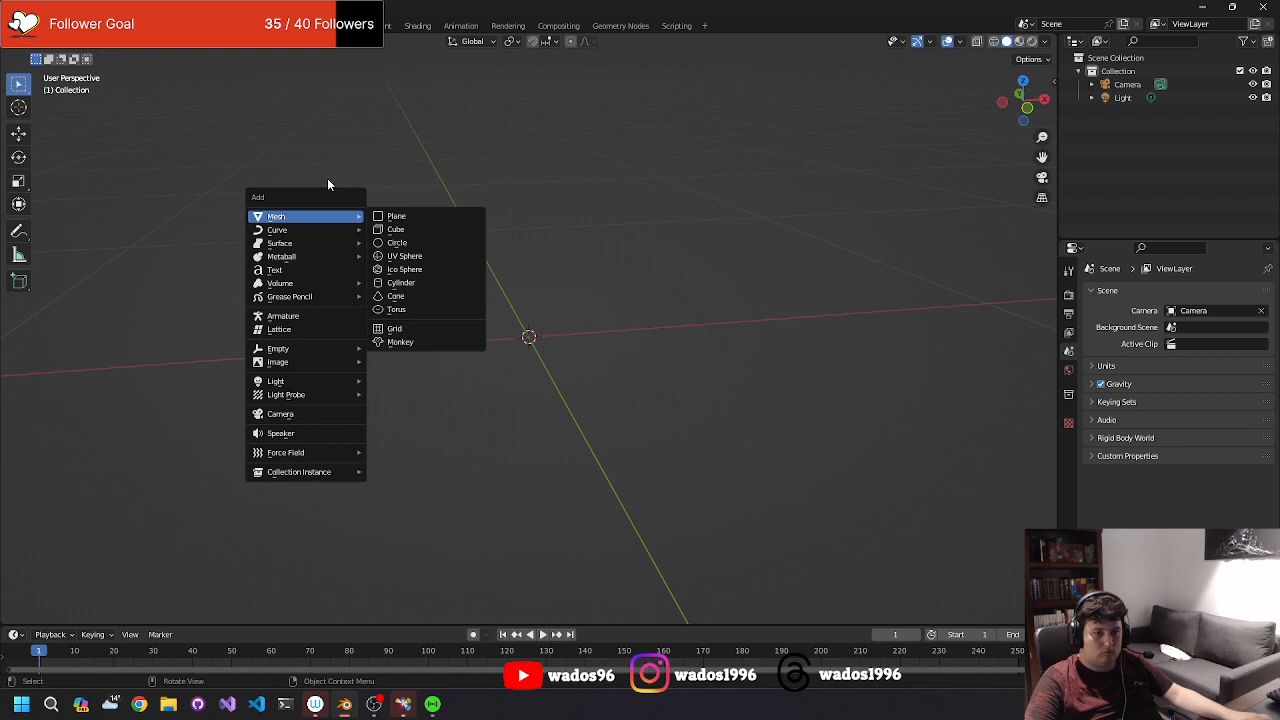 Follower Goal 35 / 40 Followers
Shading Animation Rendering Compositing Geometry Nodes Scripting + Scene ViewLayer
Global
Options
User Perspective
(1) Collection
Scene Collection
Collection
Camera
Light
Z
Y
X
Add
Mesh
Curve
Surface
Metaball
Text
Volume
Grease Pencil
Armature
Lattice
Empty
Image
Light
Light Probe
Camera
Speaker
Force Field
Collection Instance
Plane
Cube
Circle
UV Sphere
Ico Sphere
Cylinder
Cone
Torus
Grid
Monkey
Scene ViewLayer
Scene
Camera Camera
Background Scene
Active Clip
Units
Gravity
Keying Sets
Audio
Rigid Body World
Custom Properties
Playback Keying View Marker 1 Start 1 End
1 10 20 30 40 50 60 70 80 90 100 110 120 130 140 150 160 170 180 190 200 210 220 230 240 250
Select Rotate View Object Context Menu
wados96 wados1996 wados1996
14°